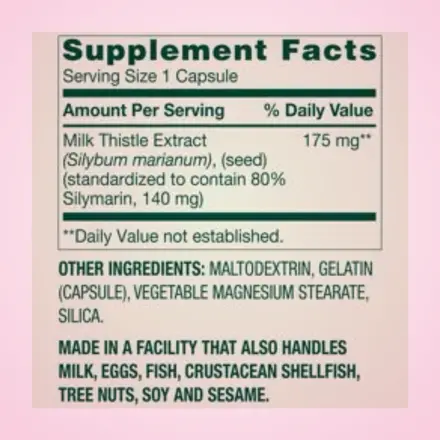 Supplement Facts
Serving Size 1 Capsule
Amount Per Serving % Daily Value
Milk Thistle Extract 175 mg**
(Silybum marianum), (seed)
(standardized to contain 80%
Silymarin, 140 mg)
**Daily Value not established.
OTHER INGREDIENTS: MALTODEXTRIN, GELATIN
(CAPSULE), VEGETABLE MAGNESIUM STEARATE,
SILICA.
MADE IN A FACILITY THAT ALSO HANDLES
MILK, EGGS, FISH, CRUSTACEAN SHELLFISH,
TREE NUTS, SOY AND SESAME.